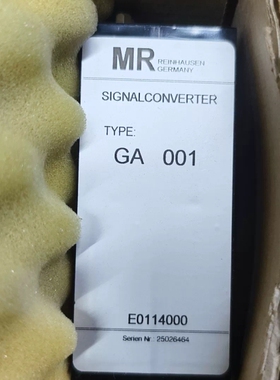 MR REINHAUSEN
GERMANY
SIGNALCONVERTER
TYPE:
GA 001
E0114000
Serien Nr.: 25026464